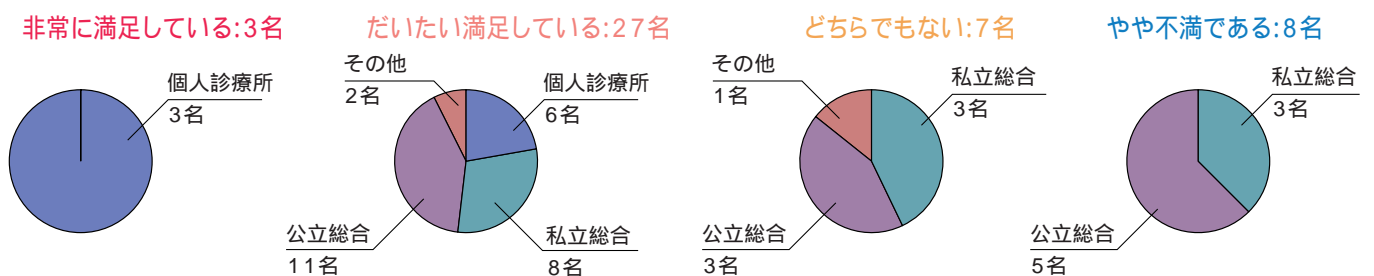 非常に満足している:3名
個人診療所
3名
だいたい満足している:27名
その他
2名
個人診療所
6名
公立総合
11名
私立総合
8名
どちらでもない:7名
その他
1名
私立総合
3名
公立総合
3名
やや不満である:8名
私立総合
3名
公立総合
5名